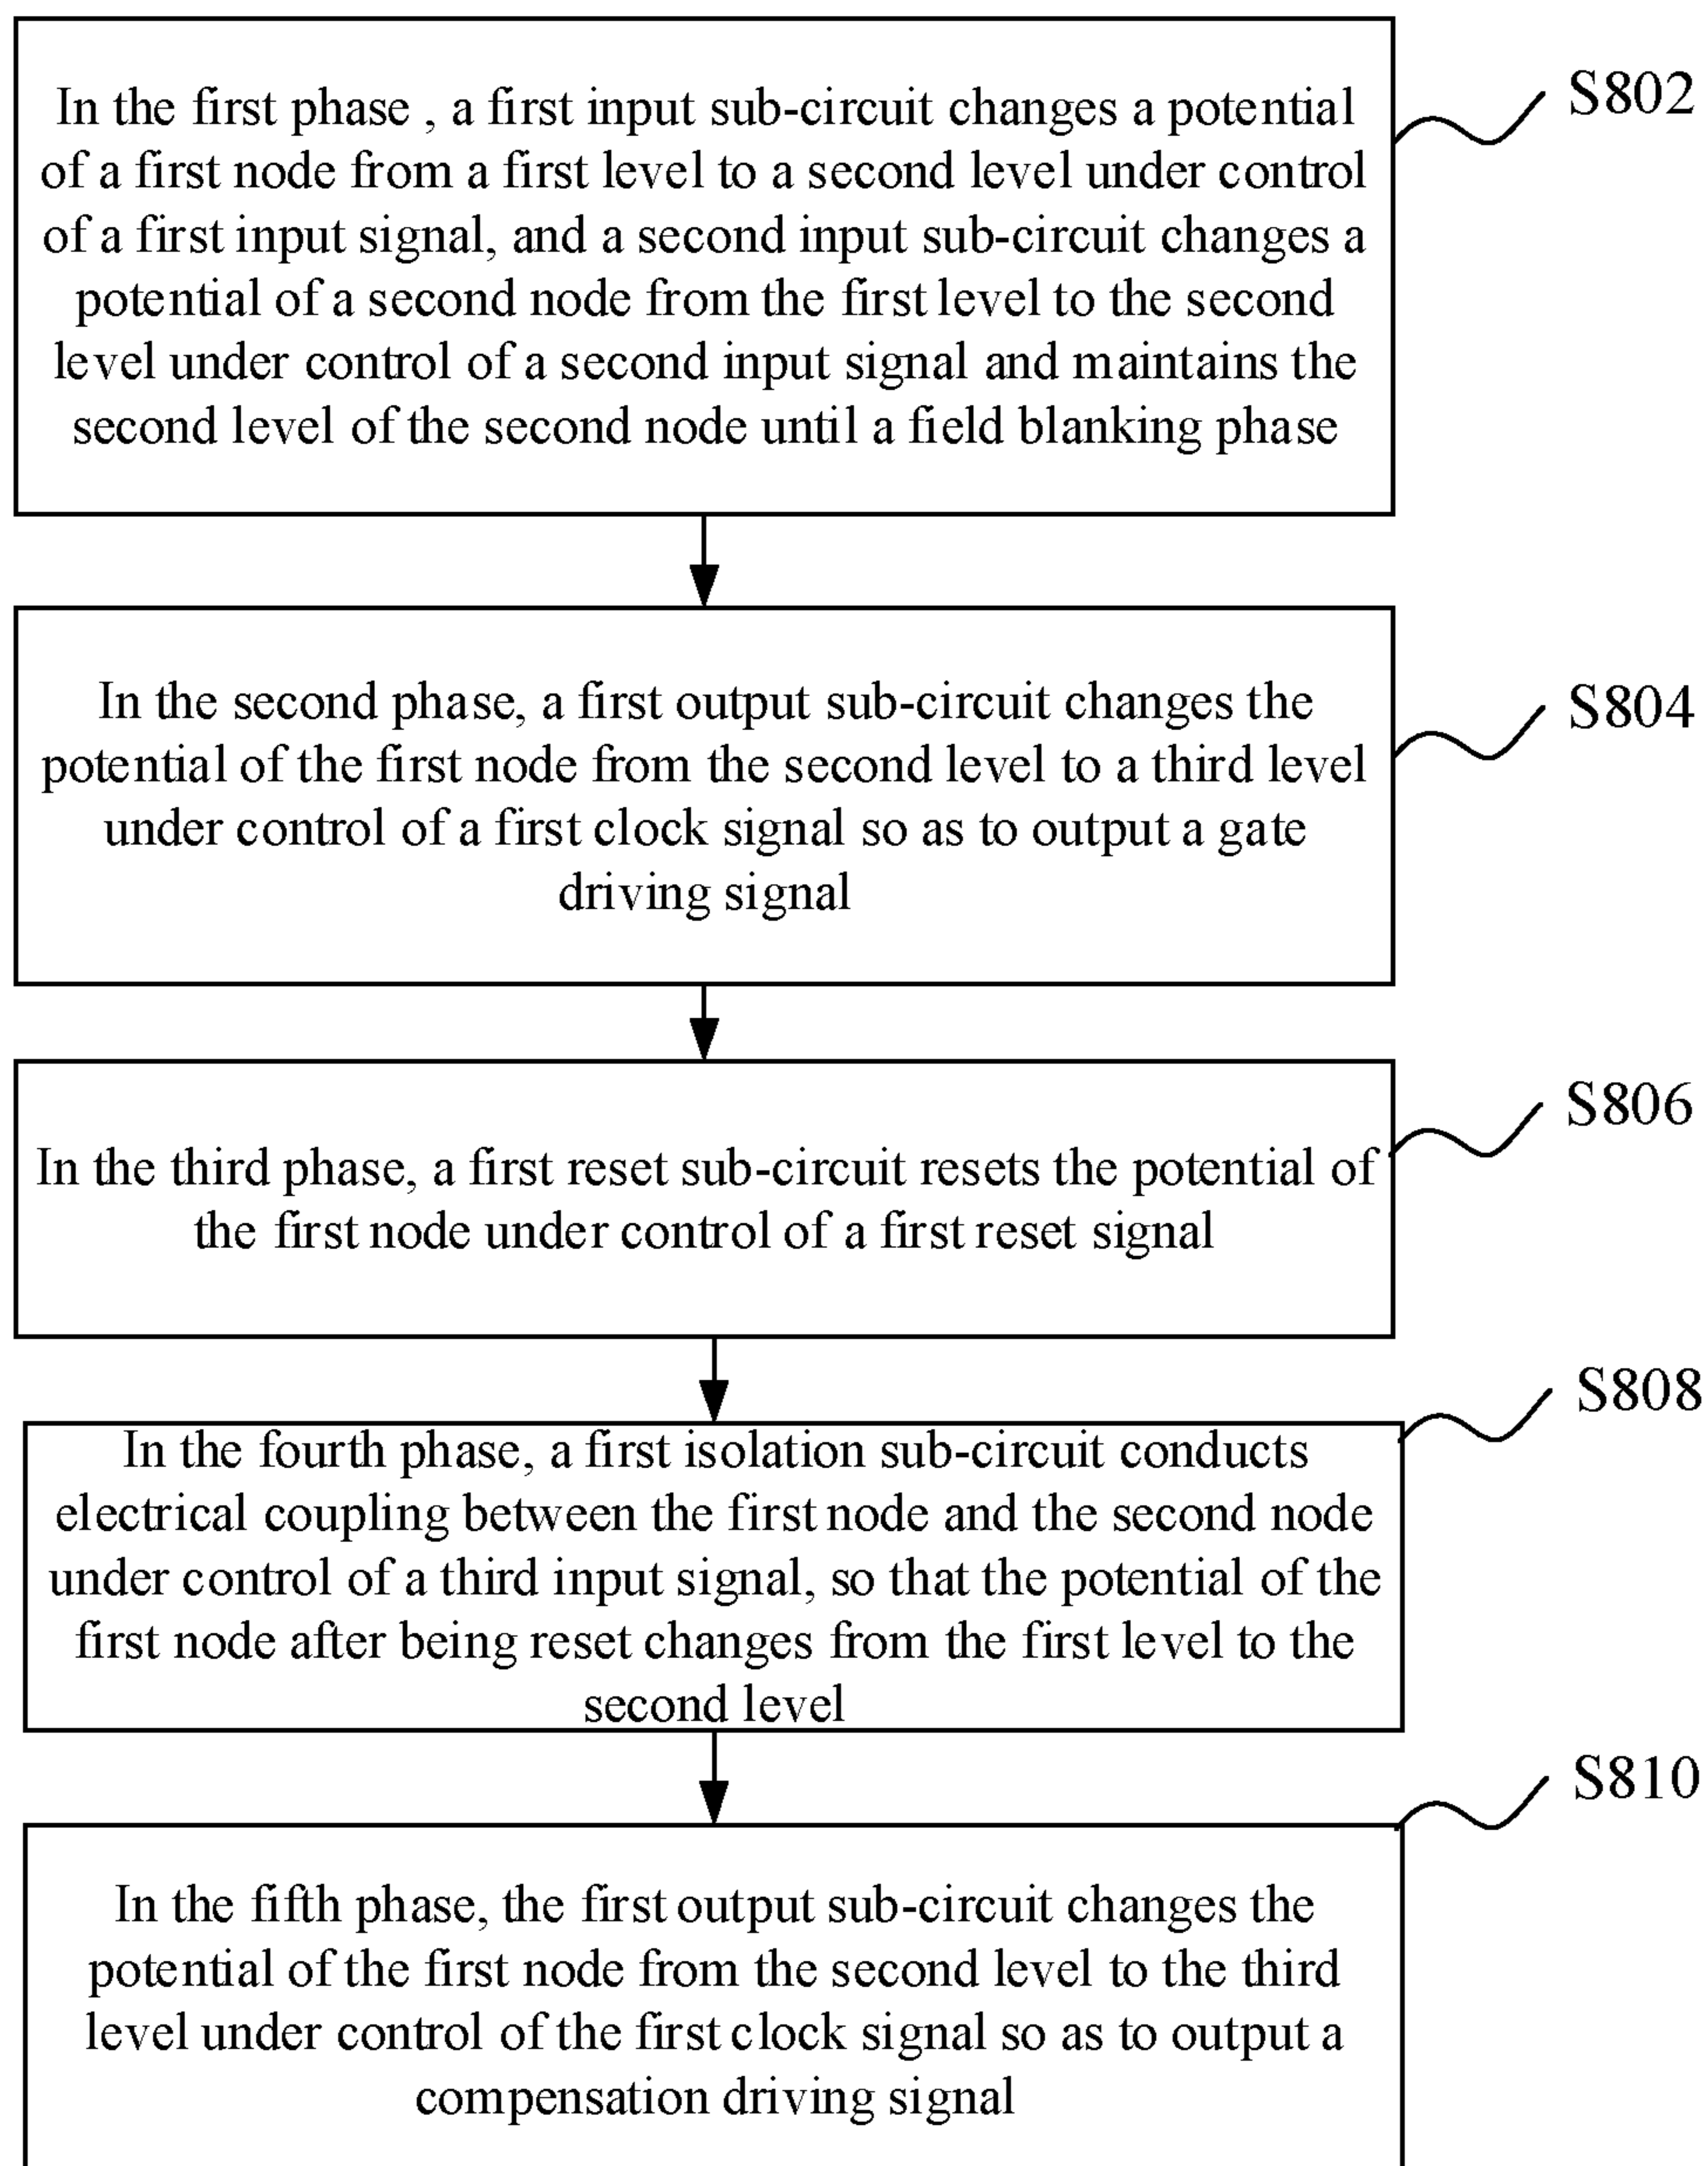 In the first phase , a first input sub-circuit changes a potential
of a first node from a first level to a second level under control
of a first input signal, and a second input sub-circuit changes a
potential of a second node from the first level to the second
level under control of a second input signal and maintains the
second level of the second node until a field blanking phase
S802
In the second phase, a first output sub-circuit changes the
potential of the first node from the second level to a third level
under control of a first clock signal so as to output a gate
driving signal
S804
In the third phase, a first reset sub-circuit resets the potential of
the first node under control of a first reset signal
S806
In the fourth phase, a first isolation sub-circuit conducts
electrical coupling between the first node and the second node
under control of a third input signal, so that the potential of the
first node after being reset changes from the first level to the
second level
S808
In the fifth phase, the first output sub-circuit changes the
potential of the first node from the second level to the third
level under control of the first clock signal so as to output a
compensation driving signal
S810